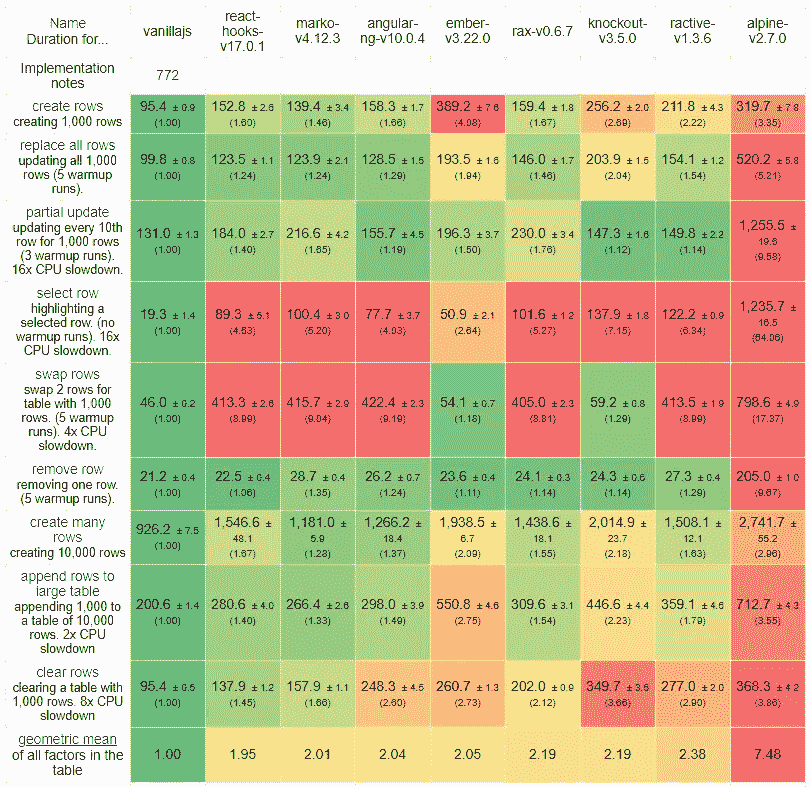 Name
Duration for...
vanillajs
react-hooks-v17.0.1
marko-v4.12.3
angular-ng-v10.0.4
ember-v3.22.0
rax-v0.6.7
knockout-v3.5.0
ractive-v1.3.6
alpine-v2.7.0
Implementation
notes
772
create rows
creating 1,000 rows
95.4 ± 0.9 152.8 ± 2.6 139.4 ± 3.4 158.3 ± 1.7 389.2 ± 7.6 159.4 ± 1.8 256.2 ± 2.0 211.8 ± 4.3 319.7 ± 7.8
(1.00) (1.60) (1.46) (1.66) (4.08) (1.67) (2.69) (2.22) (3.35)
replace all rows
updating all 1,000
rows (5 warmup
runs).
99.8 ± 0.8 123.5 ± 1.1 123.9 ± 2.1 128.5 ± 1.5 193.5 ± 1.6 146.0 ± 1.7 203.9 ± 1.5 154.1 ± 1.2 520.2 ± 5.8
(1.00) (1.24) (1.24) (1.29) (1.94) (1.46) (2.04) (1.54) (5.21)
partial update
updating every 10th
row for 1,000 rows
(3 warmup runs).
16x CPU slowdown.
131.0 ± 1.3 184.0 ± 2.7 216.6 ± 4.2 155.7 ± 4.5 196.3 ± 3.7 230.0 ± 3.4 147.3 ± 1.6 149.8 ± 2.2 1,255.5 ± 19.6
(1.00) (1.40) (1.65) (1.19) (1.50) (1.76) (1.12) (1.14) (9.58)
select row
highlighting a
selected row. (no
warmup runs). 16x
CPU slowdown.
19.3 ± 1.4 89.3 ± 5.1 100.4 ± 3.0 77.7 ± 3.7 50.9 ± 2.1 101.6 ± 1.2 137.9 ± 1.8 122.2 ± 0.9 1,235.7 ± 16.5
(1.00) (4.63) (5.20) (4.03) (2.64) (5.27) (7.15) (6.34) (64.06)
swap rows
swap 2 rows for
table with 1,000
rows. (5 warmup
runs). 4x CPU
slowdown.
46.0 ± 0.2 413.3 ± 2.6 415.7 ± 2.9 422.4 ± 2.3 54.1 ± 0.7 405.0 ± 2.3 59.2 ± 0.8 413.5 ± 1.9 798.6 ± 4.9
(1.00) (8.99) (9.04) (9.19) (1.18) (8.81) (1.29) (8.99) (17.37)
remove row
removing one row.
(5 warmup runs).
21.2 ± 0.4 22.5 ± 0.4 28.7 ± 0.4 26.2 ± 0.7 23.6 ± 0.4 24.1 ± 0.3 24.3 ± 0.6 27.3 ± 0.4 205.0 ± 1.0
(1.00) (1.06) (1.35) (1.24) (1.11) (1.14) (1.14) (1.29) (9.67)
create many
rows
creating 10,000 rows
926.2 ± 7.5 1,546.6 ± 48.1 1,181.0 ± 5.9 1,266.2 ± 18.4 1,938.5 ± 6.7 1,438.6 ± 18.1 2,014.9 ± 23.7 1,508.1 ± 12.1 2,741.7 ± 55.2
(1.00) (1.67) (1.28) (1.37) (2.09) (1.55) (2.18) (1.63) (2.96)
append rows to
large table
appending 1,000 to
a table of 10,000
rows. 2x CPU
slowdown
200.6 ± 1.4 280.6 ± 4.0 266.4 ± 2.6 298.0 ± 3.9 550.8 ± 4.6 309.6 ± 3.1 446.6 ± 4.4 359.1 ± 4.6 712.7 ± 4.3
(1.00) (1.40) (1.33) (1.49) (2.75) (1.54) (2.23) (1.79) (3.55)
clear rows
clearing a table with
1,000 rows. 8x CPU
slowdown
95.4 ± 0.5 137.9 ± 1.2 157.9 ± 1.1 248.3 ± 4.5 260.7 ± 1.3 202.0 ± 0.9 349.7 ± 3.5 277.0 ± 2.0 368.3 ± 4.2
(1.00) (1.45) (1.66) (2.60) (2.73) (2.12) (3.66) (2.90) (3.86)
geometric mean
of all factors in the
table
1.00 1.95 2.01 2.04 2.05 2.19 2.19 2.38 7.48